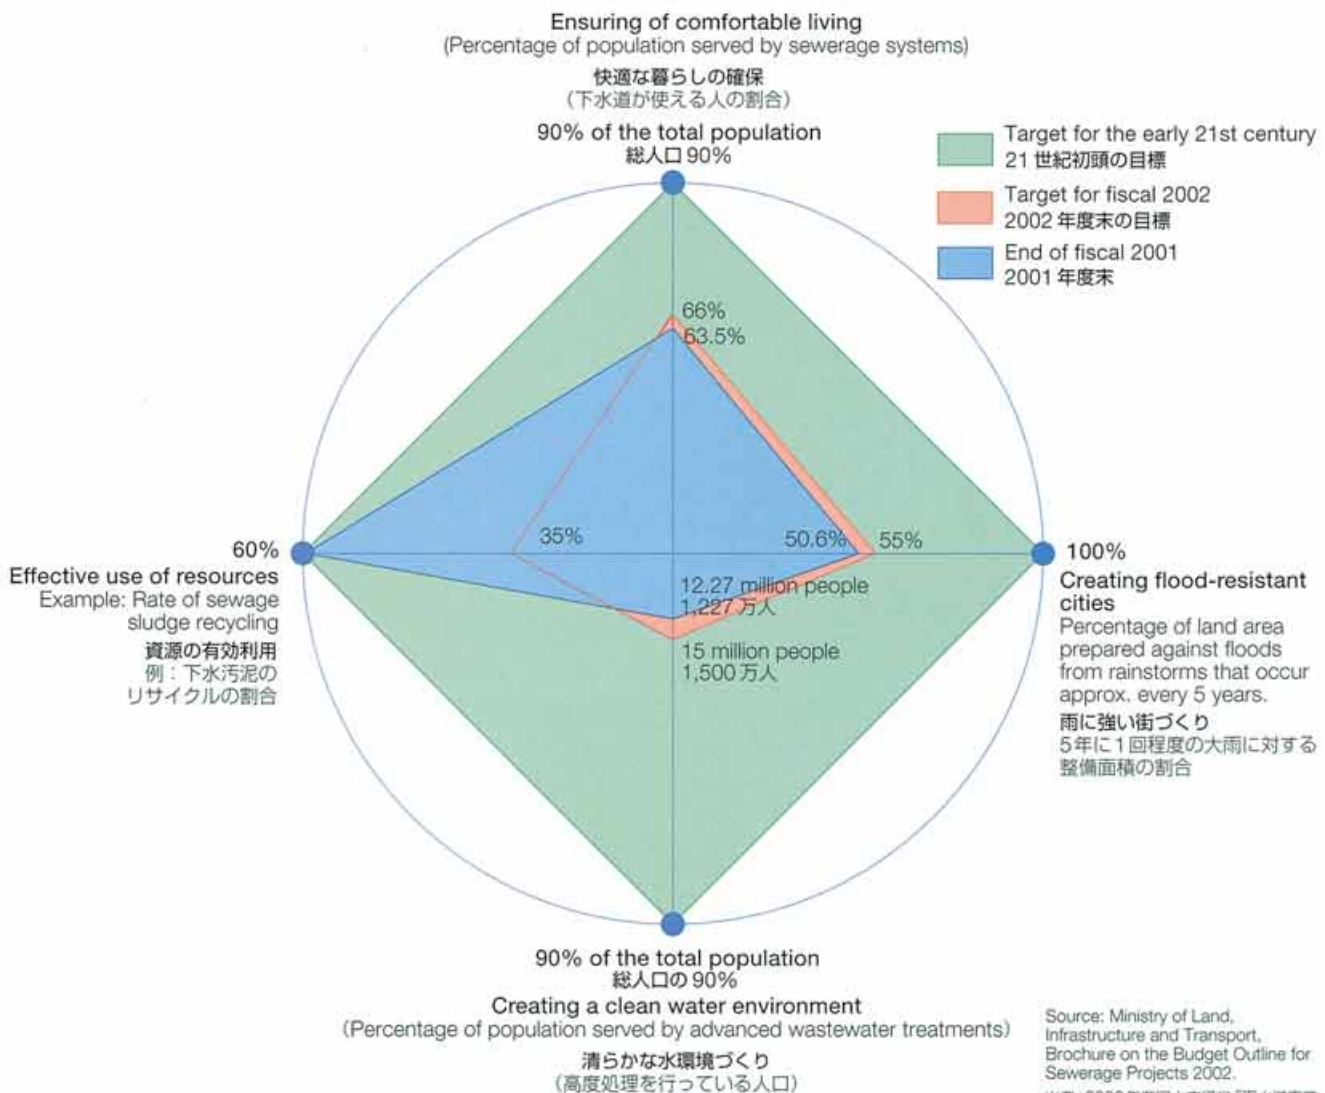 Ensuring of comfortable living
(Percentage of population served by sewerage systems)
快適な暮らしの確保
（下水道が使える人の割合）
90% of the total population
総人口 90%
Target for the early 21st century
21 世紀初頭の目標
Target for fiscal 2002
2002 年度末の目標
End of fiscal 2001
2001 年度末
66%
63.5%
35%
50.6%
55%
60%
Effective use of resources
Example: Rate of sewage
sludge recycling
資源の有効利用
例：下水汚泥の
リサイクルの割合
12.27 million people
1,227 万人
15 million people
1,500 万人
100%
Creating flood-resistant
cities
Percentage of land area
prepared against floods
from rainstorms that occur
approx. every 5 years.
雨に強い街づくり
5年に1回程度の大雨に対する
整備面積の割合
90% of the total population
総人口の 90%
Creating a clean water environment
(Percentage of population served by advanced wastewater treatments)
清らかな水環境づくり
（高度処理を行っている人口）
Source: Ministry of Land,
Infrastructure and Transport,
Brochure on the Budget Outline for
Sewerage Projects 2002.